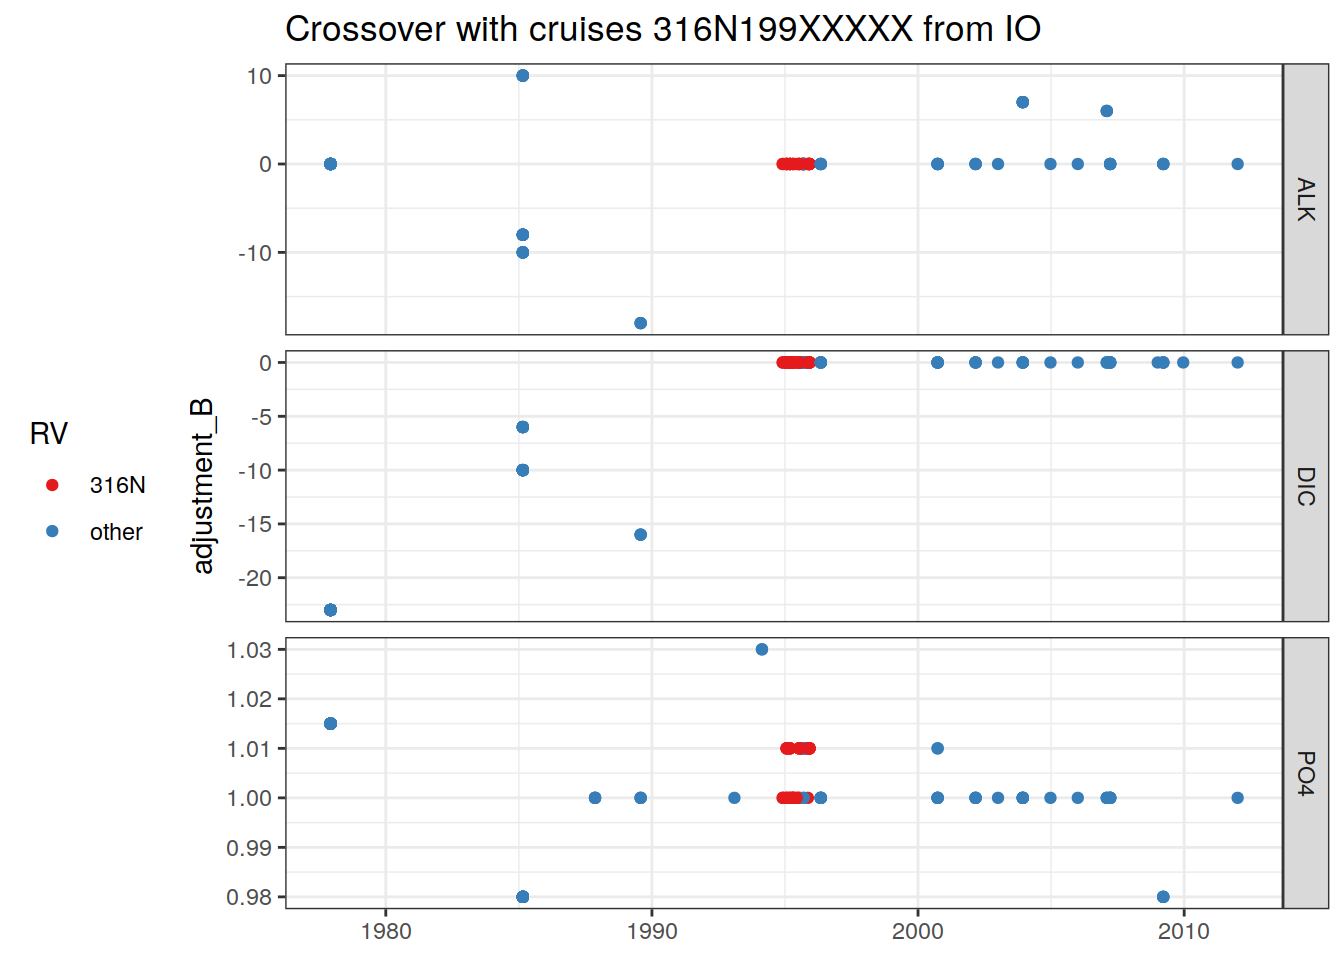 Crossover with cruises 316N199XXXXX from IO
10
0
-10
ALK
0
-5
-10
-15
-20
DIC
1.03
1.02
1.01
1.00
0.99
0.98
PO4
1980
1990
2000
2010
adjustment_B
RV
316N
other